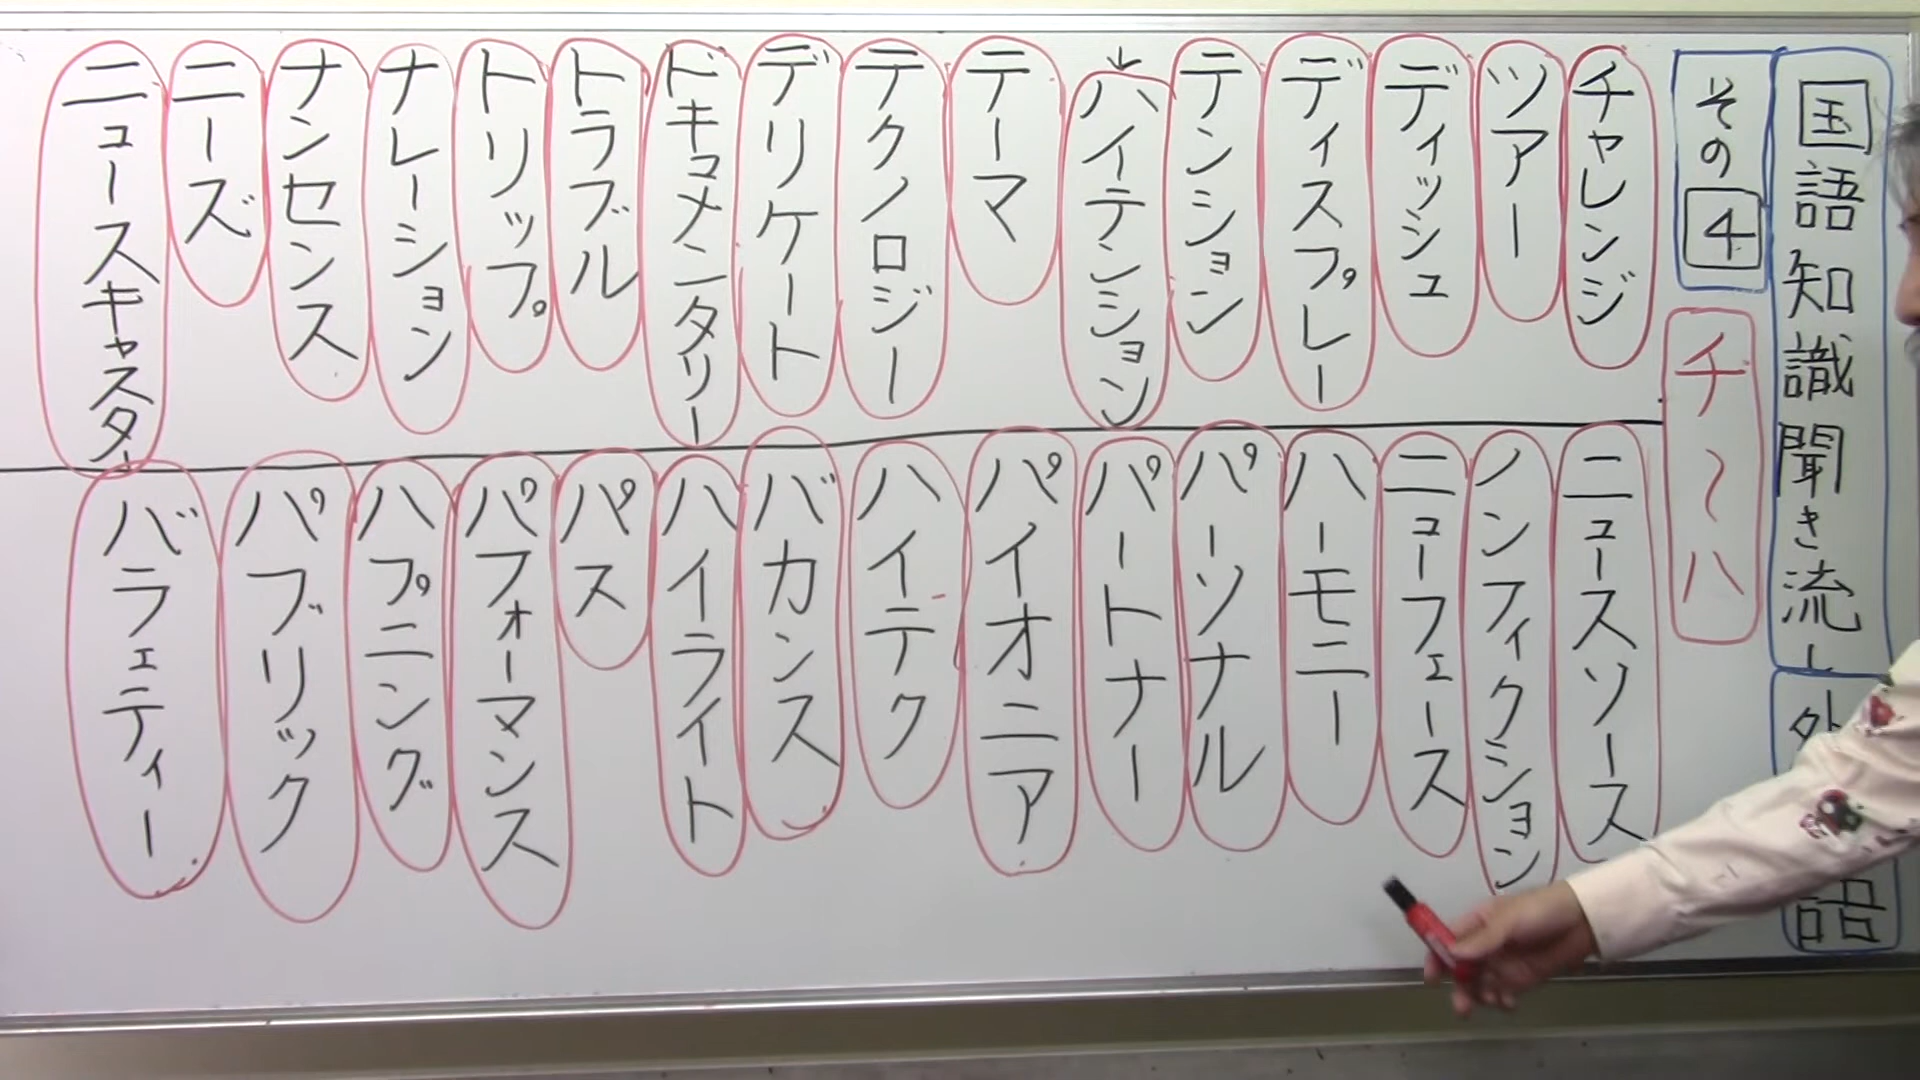 国語知識聞き流し
外
語
その4
チ〜ハ
チャレンジ
ツアー
ディッシュ
ディスプレー
テンション
↓ハイテンション
テーマ
テクノロジー
デリケート
ドキュメンタリー
トラブル
トリップ
ナレーション
ナンセンス
ニーズ
ニュースキャスター
ニュースソース
ノンフィクション
ニューフェース
ハーモニー
パーソナル
パートナー
パイオニア
ハイテク
バカンス
ハイライト
パス
パフォーマンス
ハプニング
パブリック
バラェティー